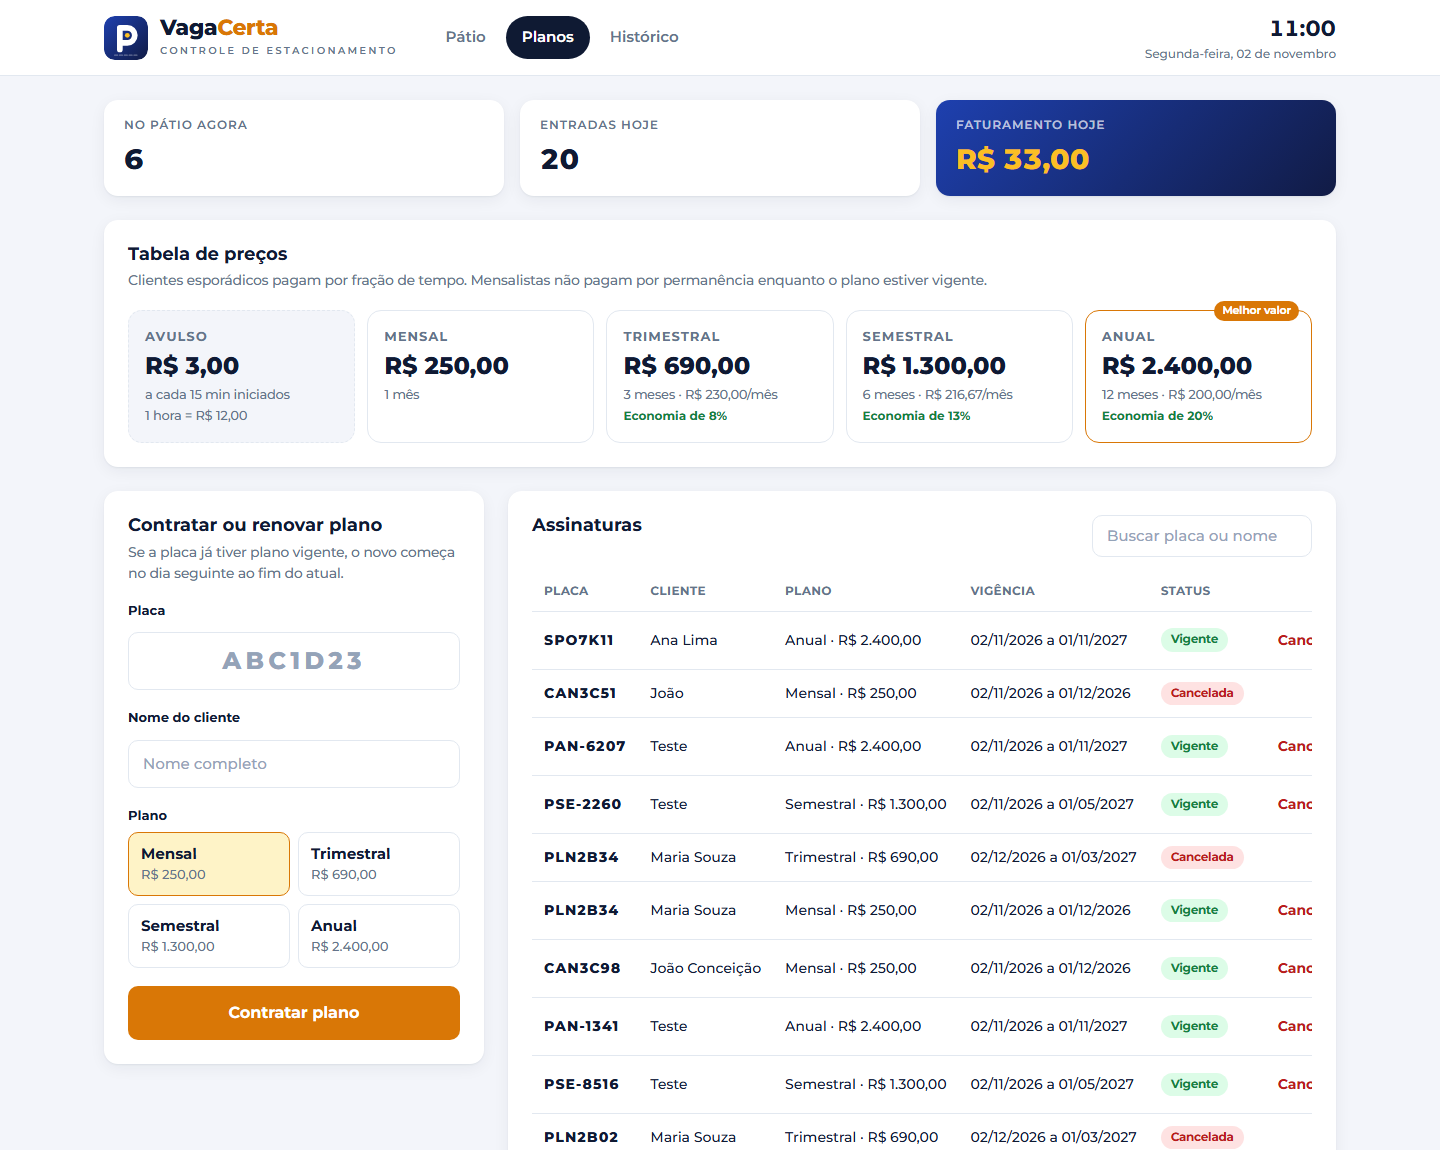 VagaCerta
CONTROLE DE ESTACIONAMENTO
Pátio
Planos
Histórico
11:00
Segunda-feira, 02 de novembro
NO PÁTIO AGORA
6
ENTRADAS HOJE
20
FATURAMENTO HOJE
R$ 33,00
Tabela de preços
Clientes esporádicos pagam por fração de tempo. Mensalistas não pagam por permanência enquanto o plano estiver vigente.
AVULSO
R$ 3,00
a cada 15 min iniciados
1 hora = R$ 12,00
MENSAL
R$ 250,00
1 mês
TRIMESTRAL
R$ 690,00
3 meses · R$ 230,00/mês
Economia de 8%
SEMESTRAL
R$ 1.300,00
6 meses · R$ 216,67/mês
Economia de 13%
Melhor valor
ANUAL
R$ 2.400,00
12 meses · R$ 200,00/mês
Economia de 20%
Contratar ou renovar plano
Se a placa já tiver plano vigente, o novo começa
no dia seguinte ao fim do atual.
Placa
ABC1D23
Nome do cliente
Nome completo
Plano
Mensal
R$ 250,00
Trimestral
R$ 690,00
Semestral
R$ 1.300,00
Anual
R$ 2.400,00
Contratar plano
Assinaturas
Buscar placa ou nome
PLACA CLIENTE PLANO VIGÊNCIA STATUS
SPO7K11 Ana Lima Anual · R$ 2.400,00 02/11/2026 a 01/11/2027 Vigente Canc
CAN3C51 João Mensal · R$ 250,00 02/11/2026 a 01/12/2026 Cancelada
PAN-6207 Teste Anual · R$ 2.400,00 02/11/2026 a 01/11/2027 Vigente Canc
PSE-2260 Teste Semestral · R$ 1.300,00 02/11/2026 a 01/05/2027 Vigente Canc
PLN2B34 Maria Souza Trimestral · R$ 690,00 02/12/2026 a 01/03/2027 Cancelada
PLN2B34 Maria Souza Mensal · R$ 250,00 02/11/2026 a 01/12/2026 Vigente Canc
CAN3C98 João Conceição Mensal · R$ 250,00 02/11/2026 a 01/12/2026 Vigente Canc
PAN-1341 Teste Anual · R$ 2.400,00 02/11/2026 a 01/11/2027 Vigente Canc
PSE-8516 Teste Semestral · R$ 1.300,00 02/11/2026 a 01/05/2027 Vigente Canc
PLN2B02 Maria Souza Trimestral · R$ 690,00 02/12/2026 a 01/03/2027 Cancelada